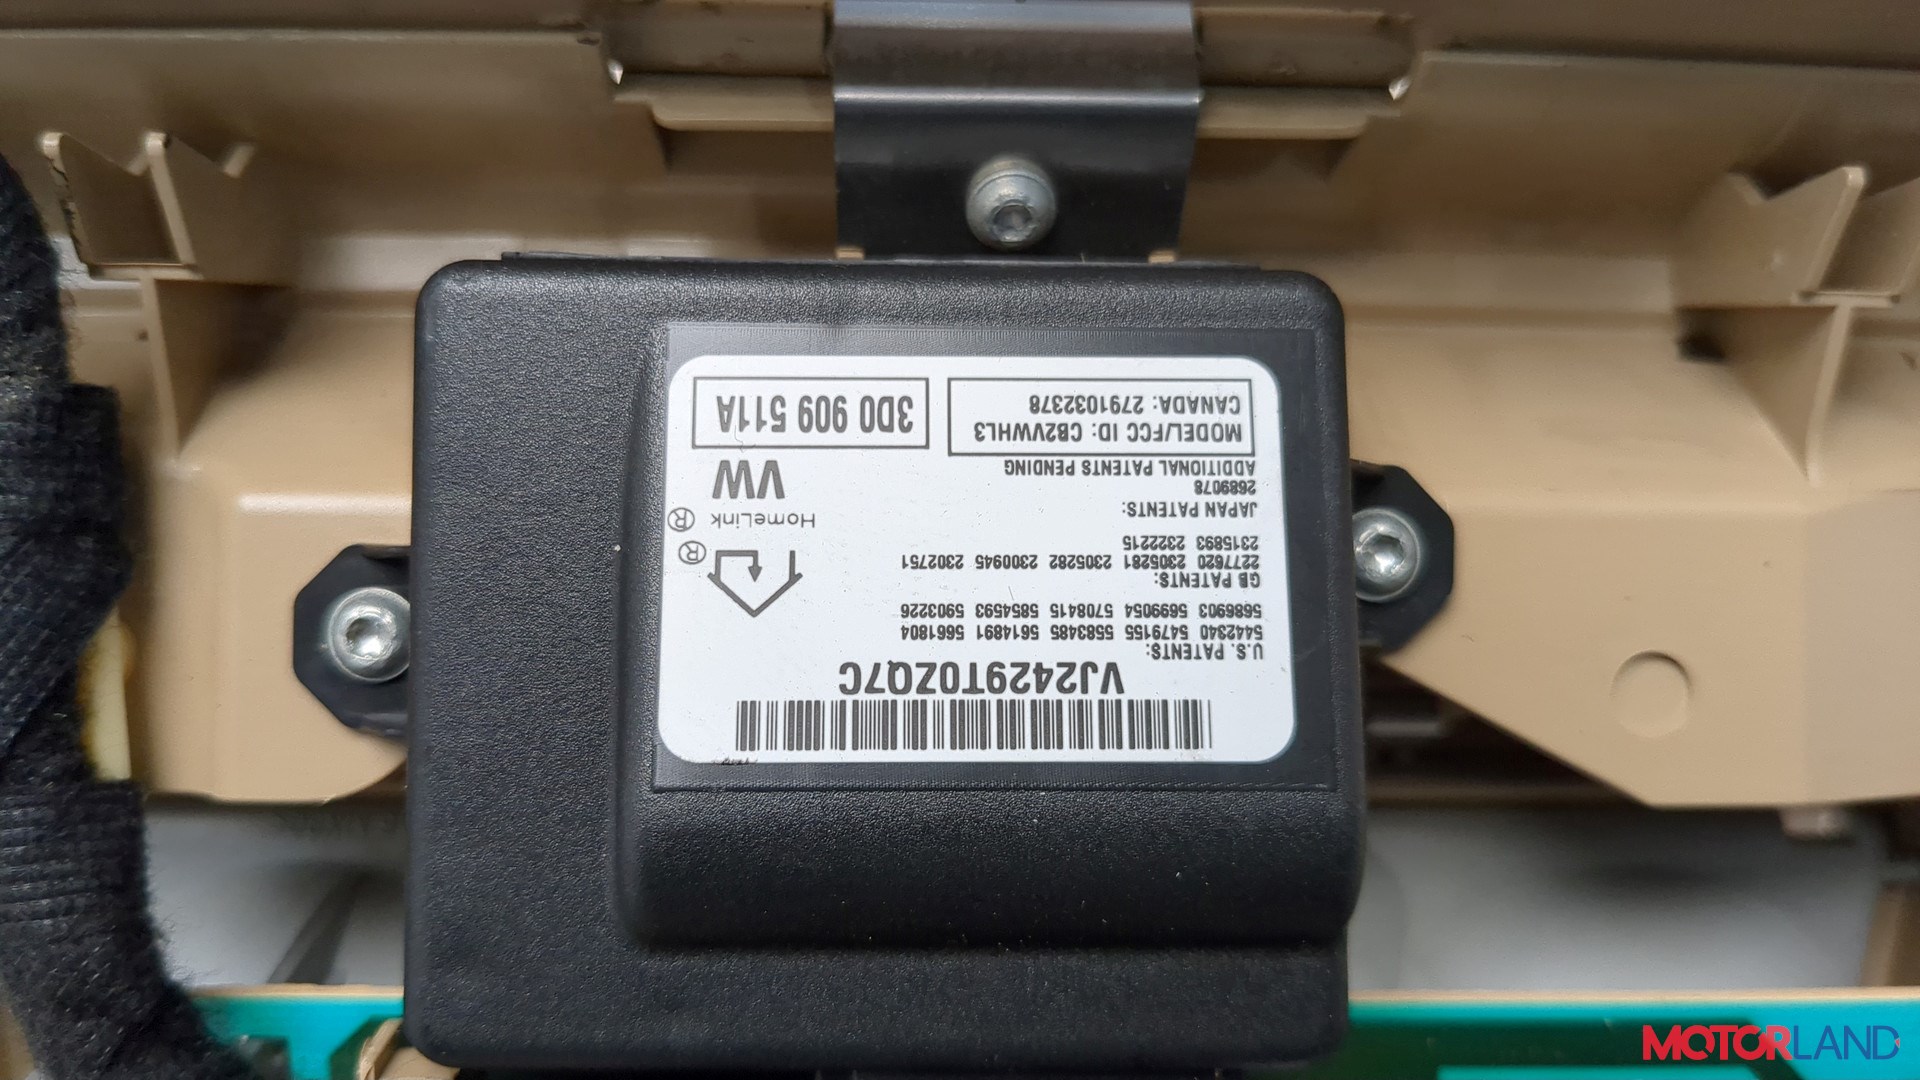 VJ2429T0ZQ7C
U.S. PATENTS:
5442340 5479155 5583485 5614891 5661804
5686903 5699054 5708415 5854593 5903226
GB PATENTS:
2277620 2305281 2305282 2300945 2302751
2315893 2322215
JAPAN PATENTS:
2689078
ADDITIONAL PATENTS PENDING
®
HomeLink ®
VW
MODEL/FCC ID: CB2VWHL3
CANADA: 2791032378
3D0 909 511A
MOTORLAND